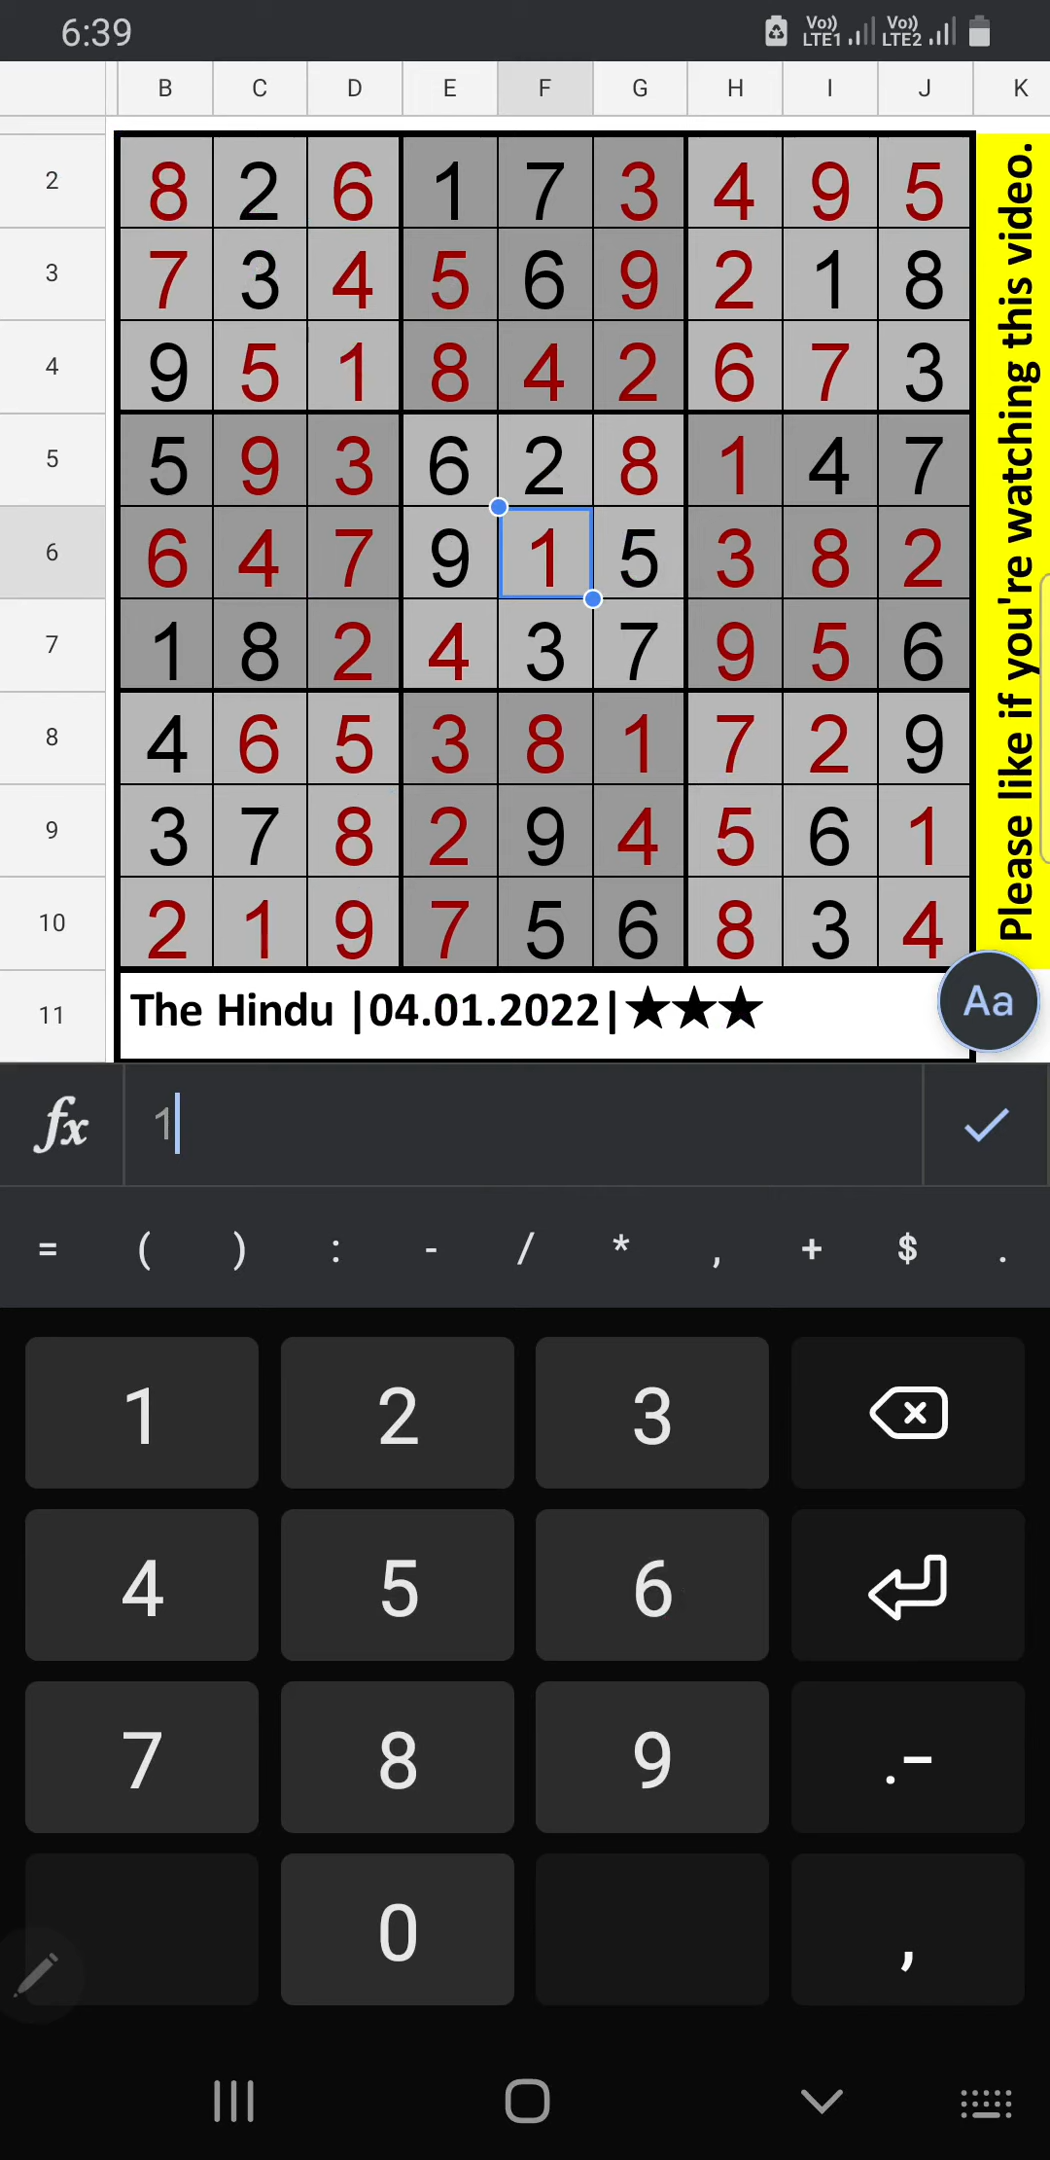 6:39
Vo)) LTE1 Vo)) LTE2
B C D E F G H I J K
2 8 2 6 1 7 3 4 9 5
3 7 3 4 5 6 9 2 1 8
4 9 5 1 8 4 2 6 7 3
5 5 9 3 6 2 8 1 4 7
6 6 4 7 9 1 5 3 8 2
7 1 8 2 4 3 7 9 5 6
8 4 6 5 3 8 1 7 2 9
9 3 7 8 2 9 4 5 6 1
10 2 1 9 7 5 6 8 3 4
Please like if you're watching this video.
11 The Hindu |04.01.2022|★★★
Aa
fx 1
= ( ) : - / * , + $ .
1 2 3
4 5 6
7 8 9 .-
0 ,